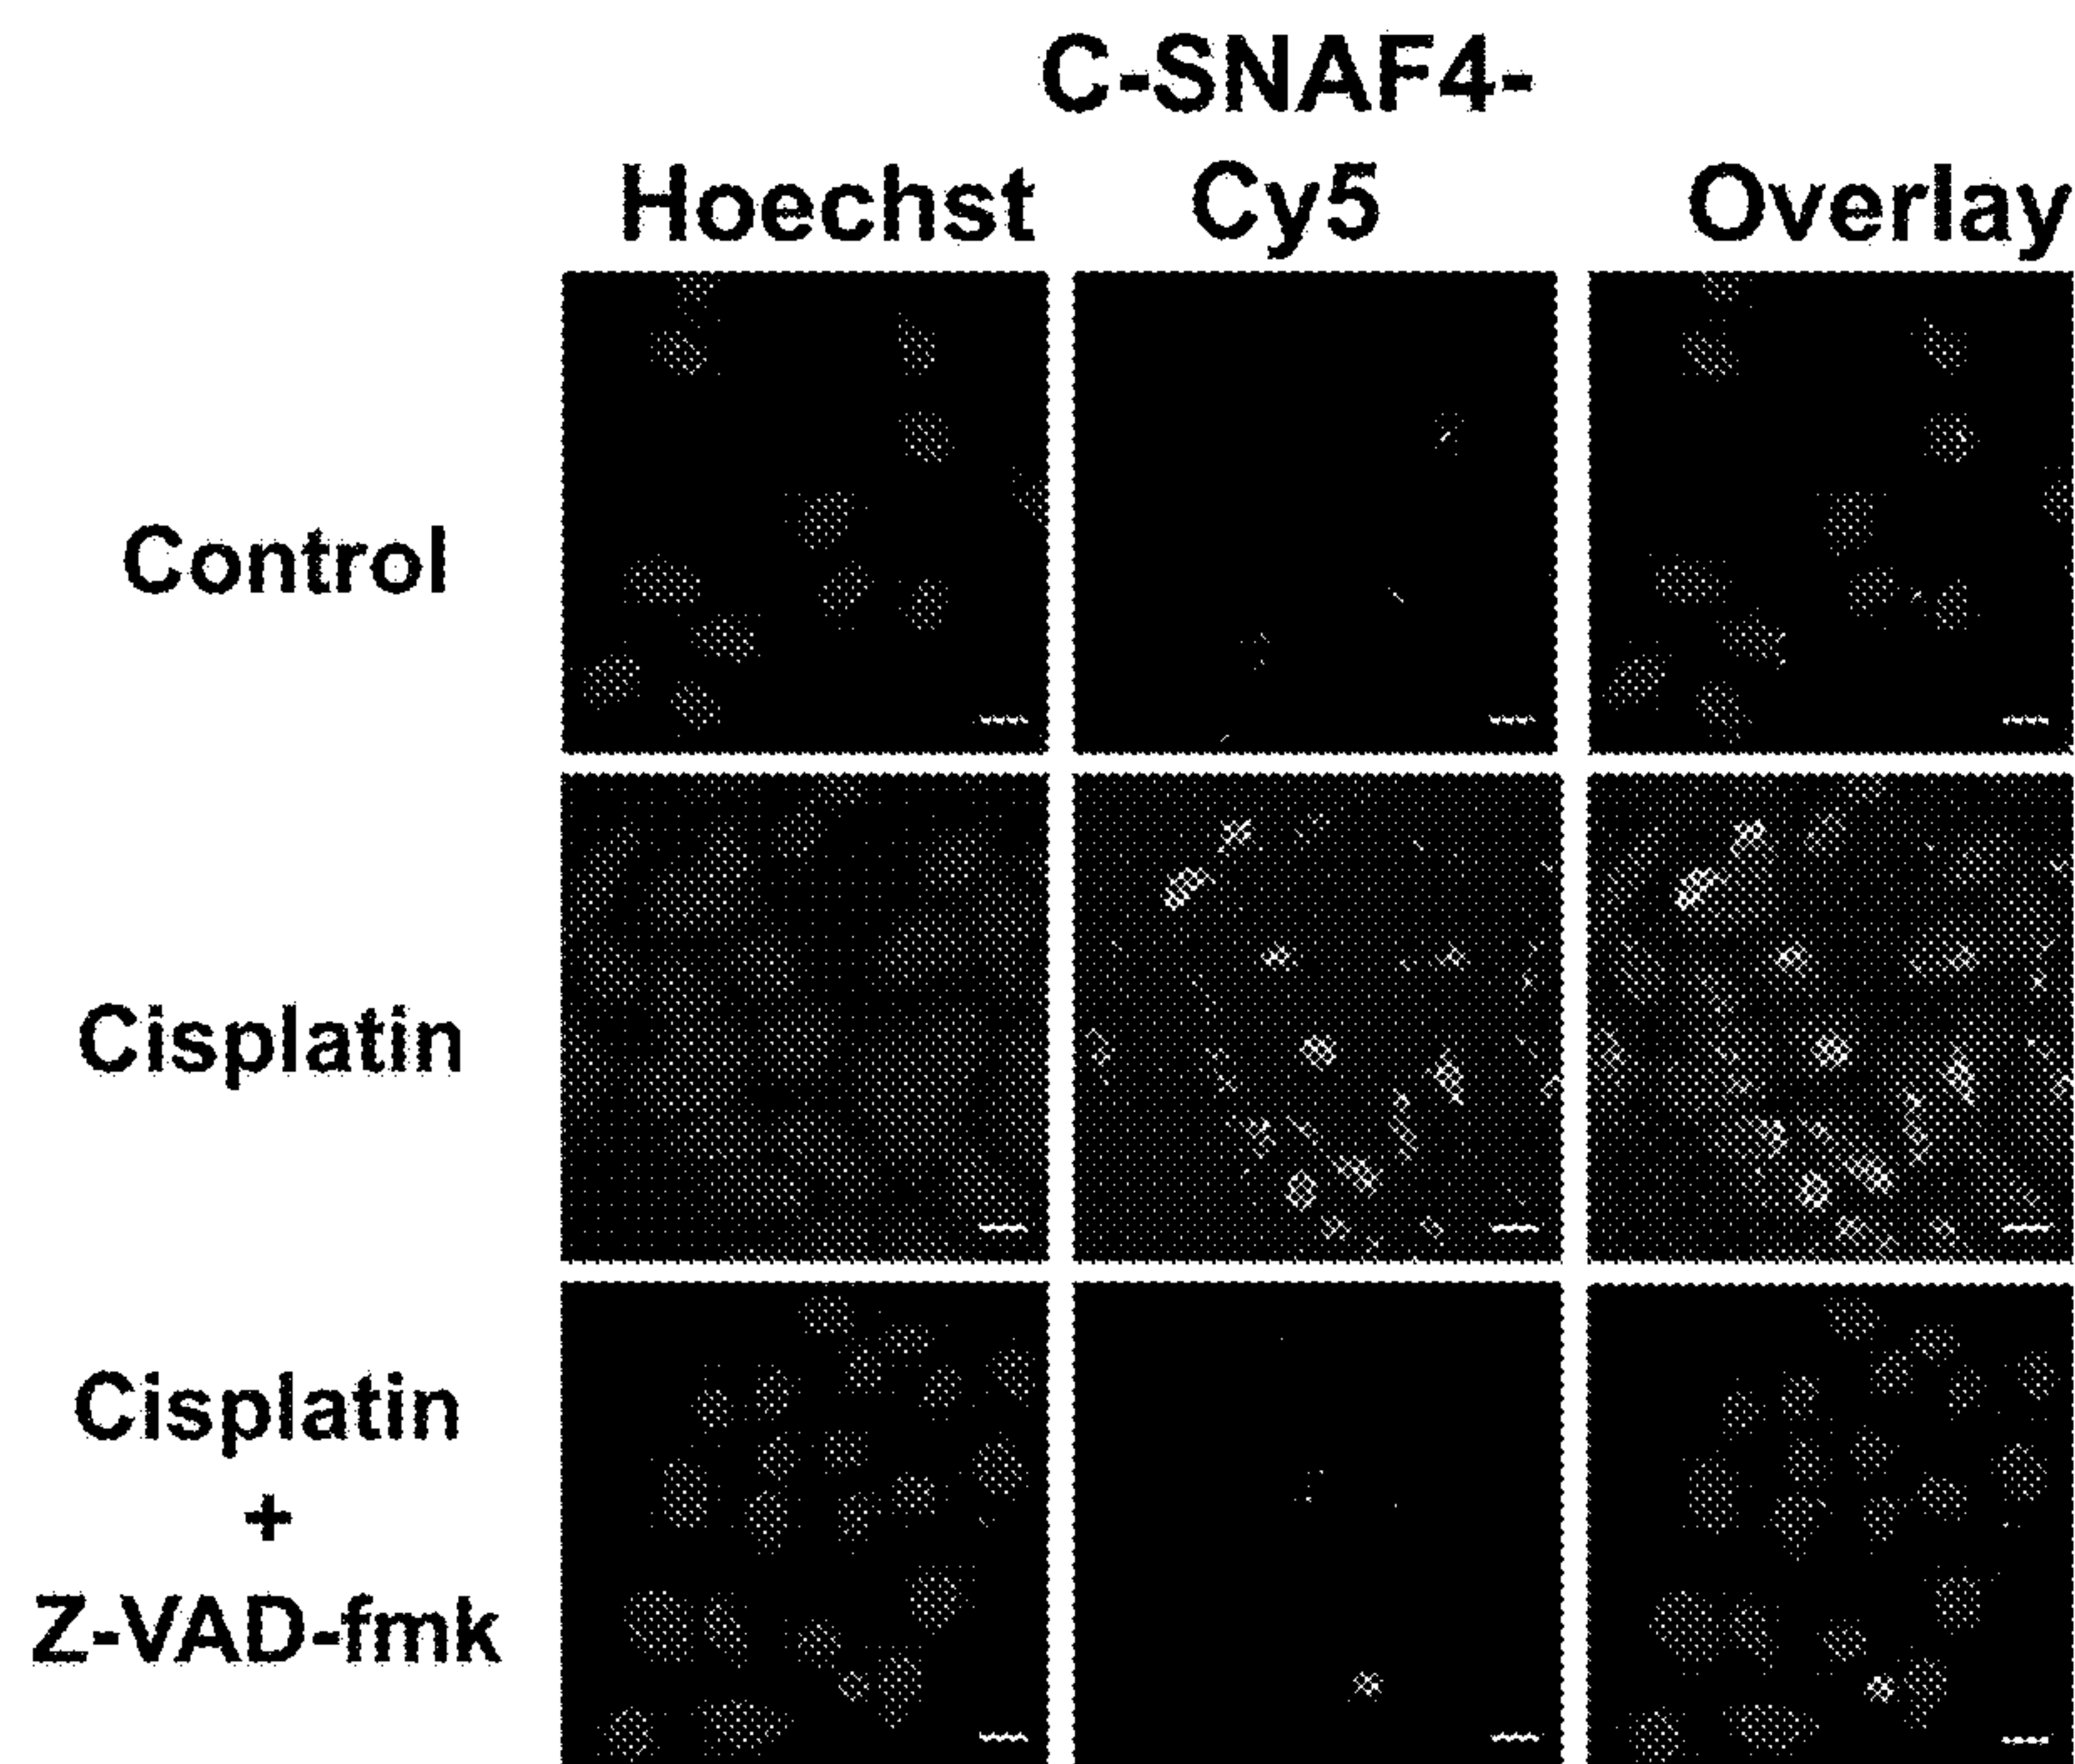 C-SNAF4-
Hoechst Cy5 Overlay
Control
Cisplatin
Cisplatin
+
Z-VAD-fmk